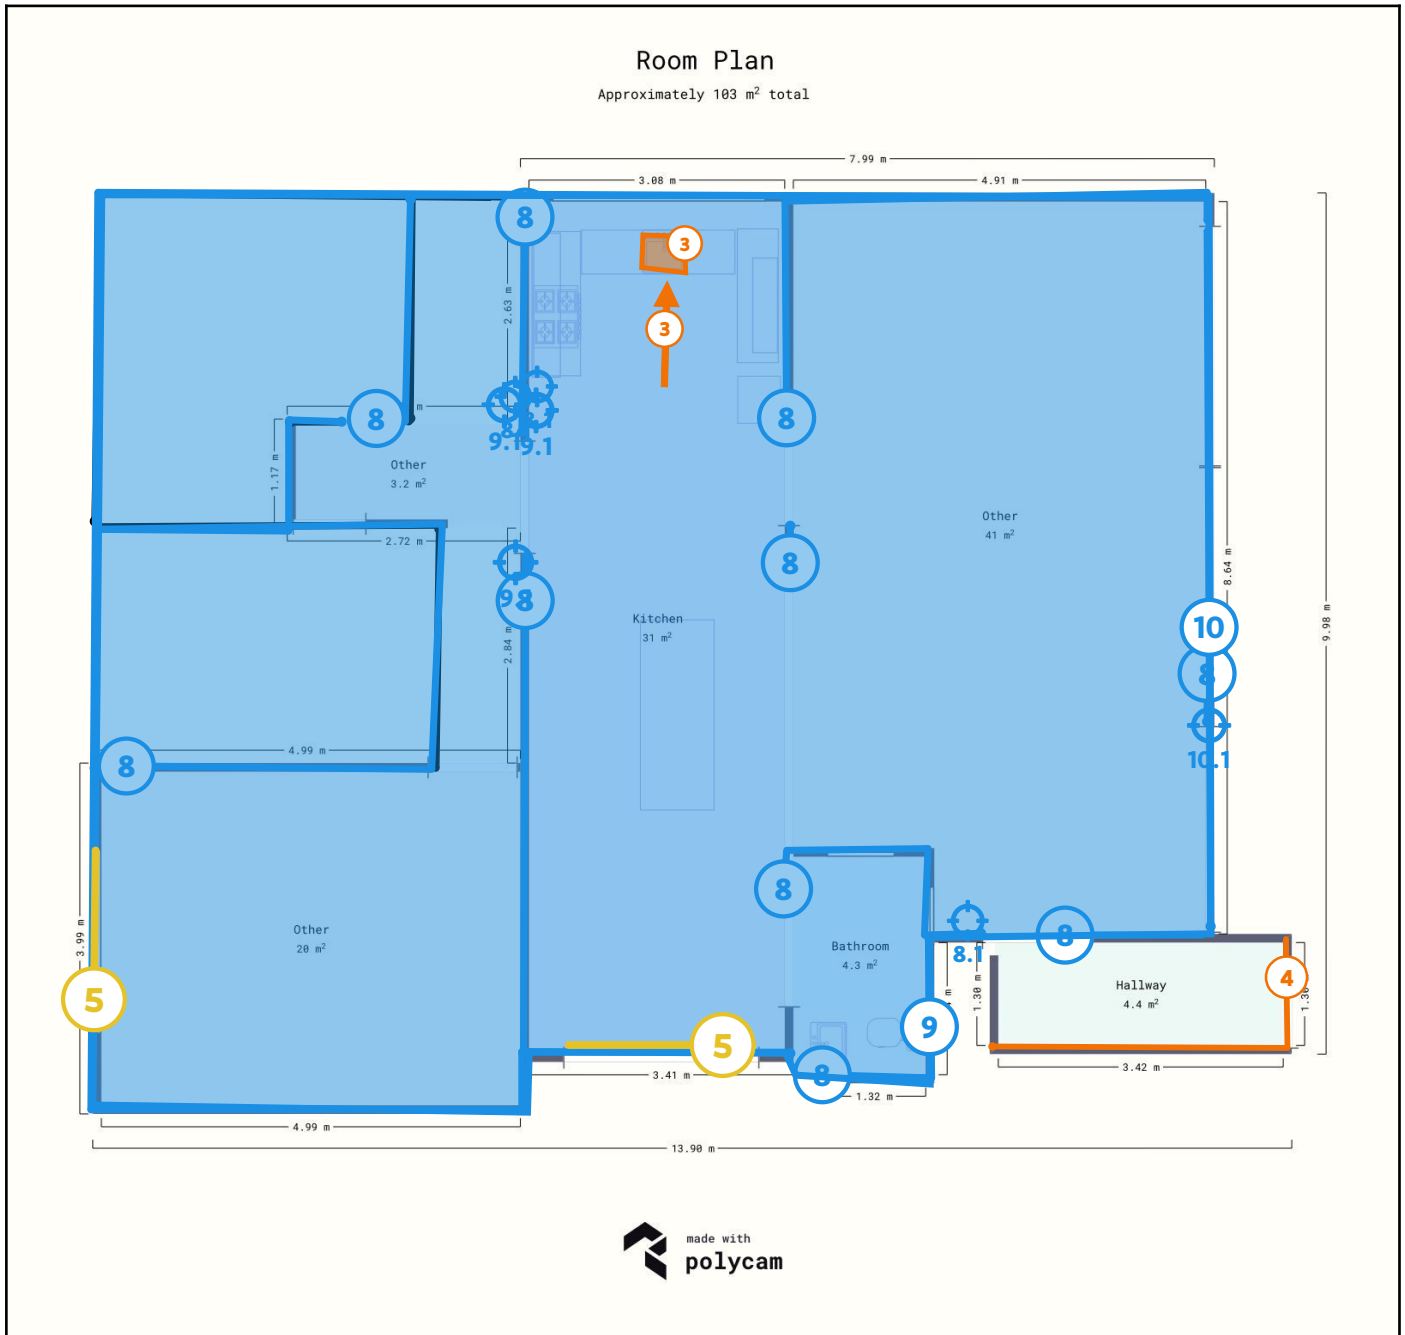 Room Plan
Approximately 103 m² total
7.99 m
3.08 m
4.91 m
8
3
2.63 m
3
8
m
8
9.1
9.1
1.17 m
Other
3.2 m²
Other
41 m²
2.72 m
8
8.64 m
9.98 m
8
Kitchen
31 m²
10
2.84 m
8
4.99 m
8
10.1
8
3.99 m
Other
20 m²
8
8.1
Bathroom
4.3 m²
Hallway
4.4 m²
4
1.30 m
m
1.30
5
9
5
3.41 m
8
3.42 m
1.32 m
4.99 m
13.90 m
made with
polycam